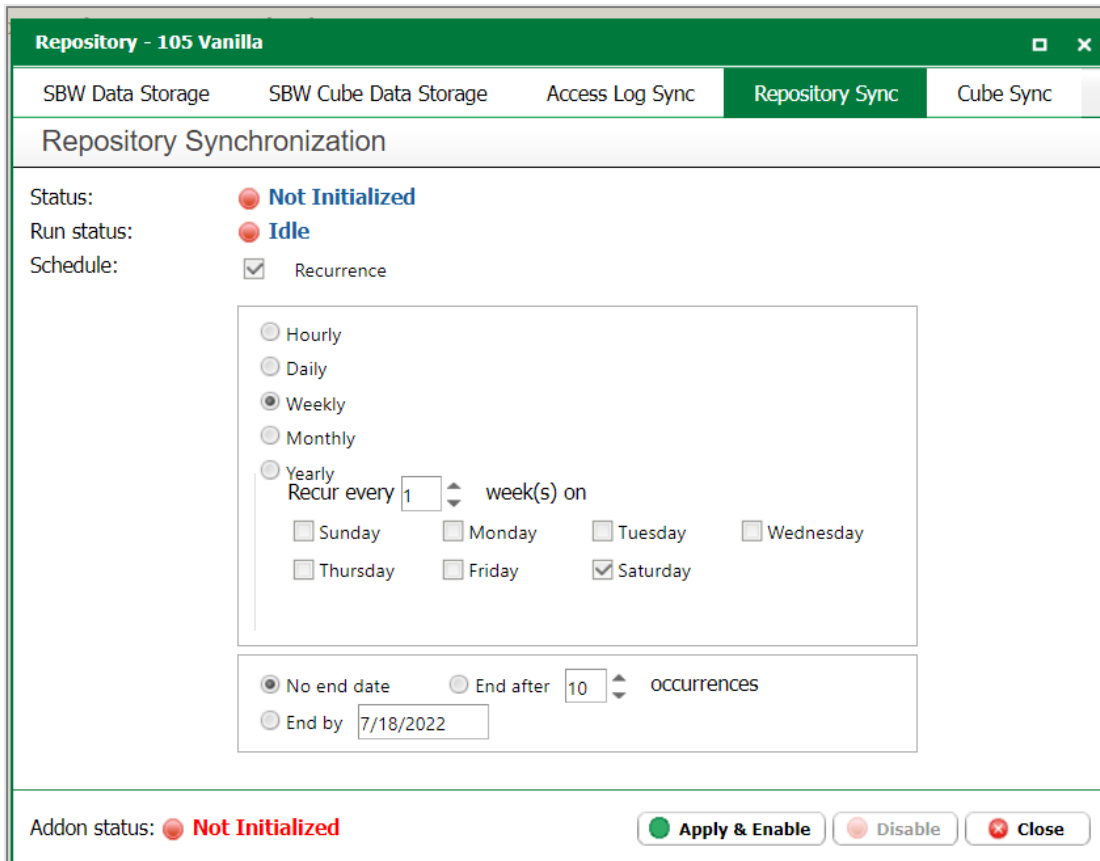 Repository - 105 Vanilla
SBW Data Storage SBW Cube Data Storage Access Log Sync Repository Sync Cube Sync
Repository Synchronization
Status: Not Initialized
Run status: Idle
Schedule: Recurrence
Hourly
Daily
Weekly
Monthly
Yearly
Recur every 1 week(s) on
Sunday Monday Tuesday Wednesday
Thursday Friday Saturday
No end date End after 10 occurrences
End by 7/18/2022
Addon status: Not Initialized Apply & Enable Disable Close